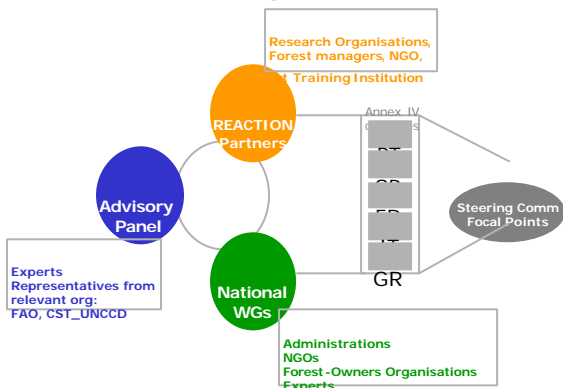 Research Organisations,
Forest managers, NGO,
t Training Institution
REACTION
Partners
Annex IV
Advisory
Panel
Steering Comm
Focal Points
Experts
Representatives from
relevant org:
FAO, CST_UNCCD
National
WGs
GR
Administrations
NGOs
Forest-Owners Organisations
Experts